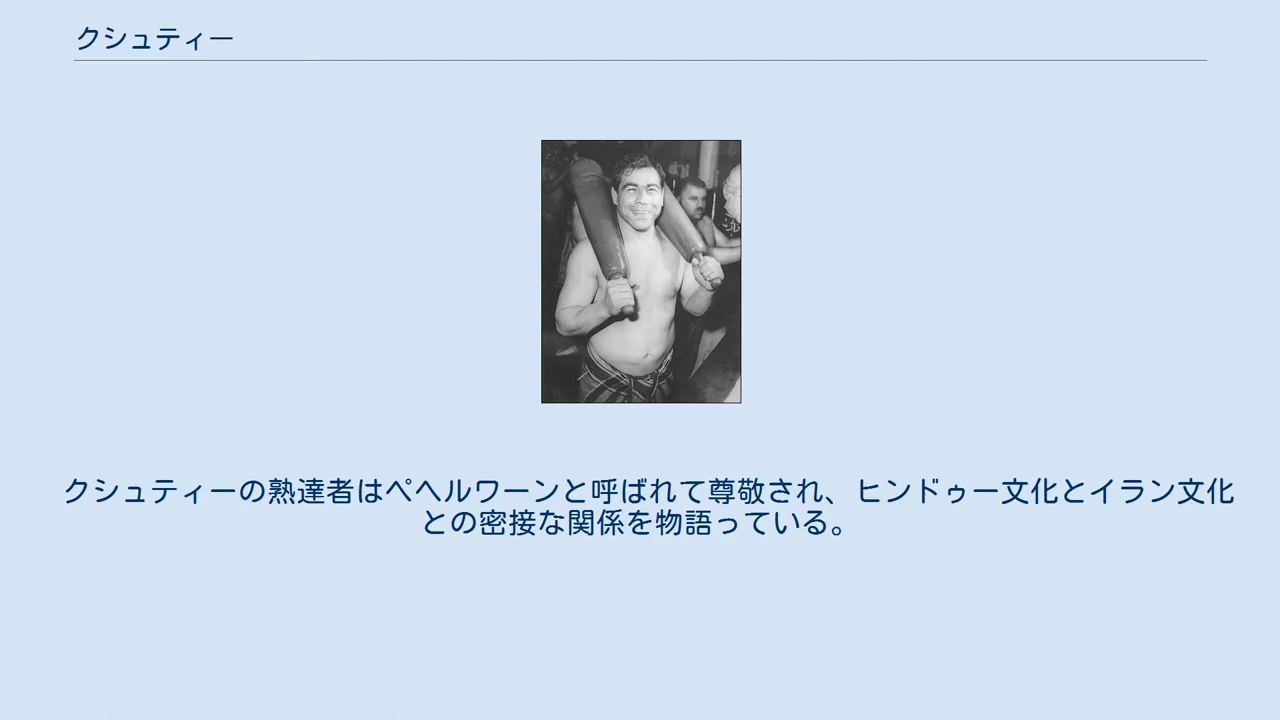 クシュティー
クシュティーの熟達者はペヘルワーンと呼ばれて尊敬され、ヒンドゥー文化とイラン文化
との密接な関係を物語っている。